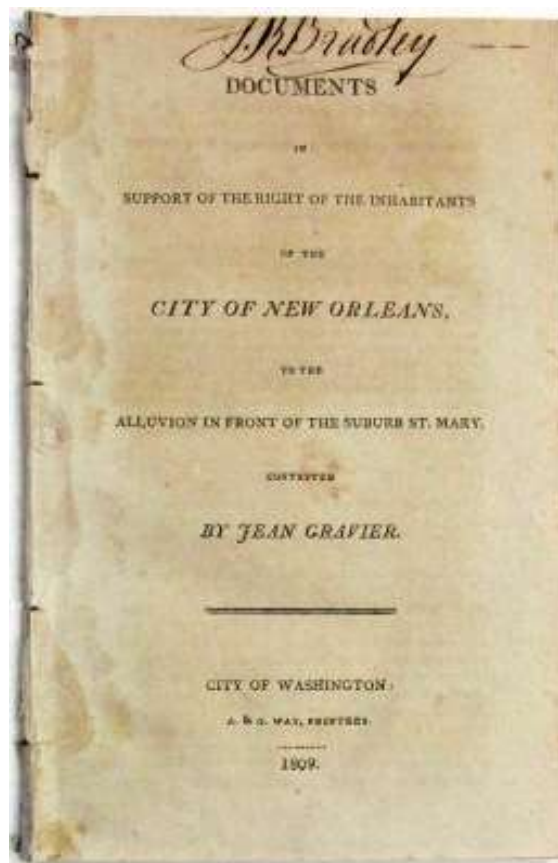 J.R.Bradley
DOCUMENTS
IN
SUPPORT OF THE RIGHT OF THE INHABITANTS
OF THE
CITY OF NEW ORLEANS,
TO THE
ALLUVION IN FRONT OF THE SUBURB ST. MARY,
CONTESTED
BY JEAN GRAVIER.
CITY OF WASHINGTON:
A. & G. WAY, PRINTERS.
1809.